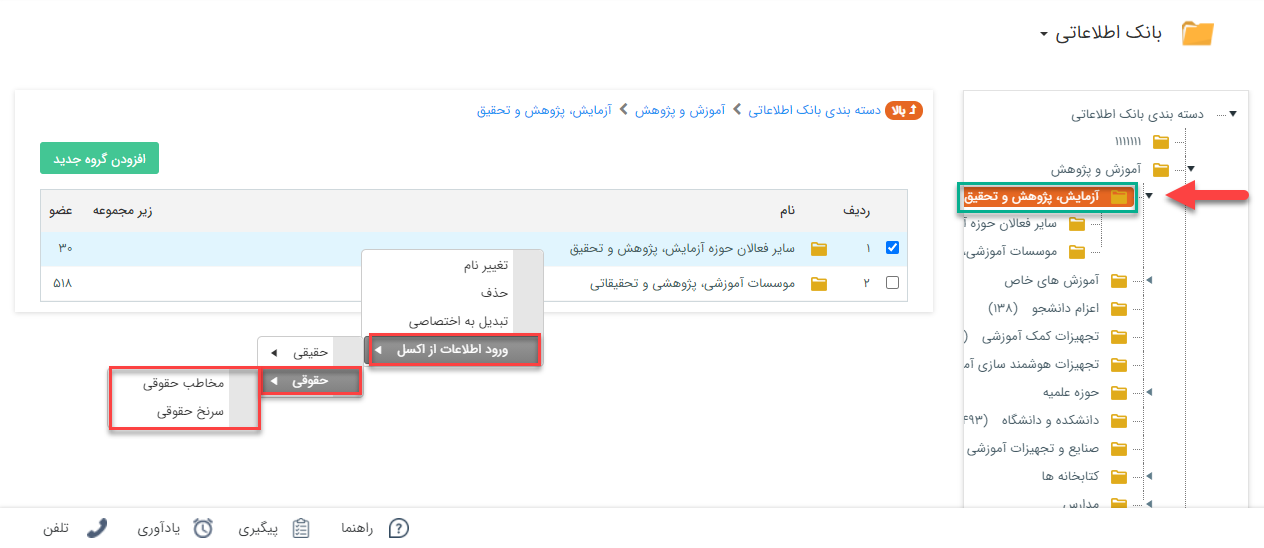 بانک اطلاعاتی
دسته بندی بانک اطلاعاتی
۱۱۱۱۱۱۱
آموزش و پژوهش
آزمایش، پژوهش و تحقیق
سایر فعالان حوزه آ
موسسات آموزشی،
آموزش های خاص
اعزام دانشجو (۱۳۸)
تجهیزات کمک آموزشی (
تجهیزات هوشمند سازی آم
حوزه علمیه
دانشکده و دانشگاه (۴۹۳
صنایع و تجهیزات آموزشی
کتابخانه ها
مدارس
بالا دسته بندی بانک اطلاعاتی آموزش و پژوهش آزمایش، پژوهش و تحقیق
افزودن گروه جدید
ردیف نام زیر مجموعه عضو
۱ سایر فعالان حوزه آزمایش، پژوهش و تحقیق ۳۰
۲ موسسات آموزشی، پژوهشی و تحقیقاتی ۵۱۸
تغییر نام
حذف
تبدیل به اختصاصی
ورود اطلاعات از اکسل
حقیقی
حقوقی
مخاطب حقوقی
سرنخ حقوقی
راهنما پیگیری یادآوری تلفن